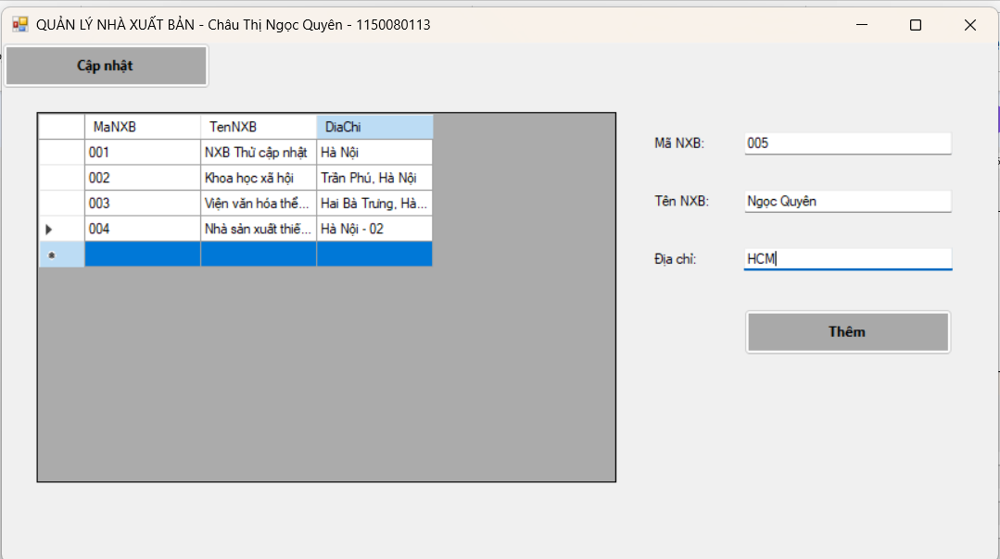 QUẢN LÝ NHÀ XUẤT BẢN - Châu Thị Ngọc Quyên - 1150080113
Cập nhật
MaNXB TenNXB DiaChi
001 NXB Thử cập nhật Hà Nội
002 Khoa học xã hội Trần Phú, Hà Nội
003 Viện văn hóa thể... Hai Bà Trưng, Hà...
004 Nhà sản xuất thiế... Hà Nội - 02
Mã NXB: 005
Tên NXB: Ngọc Quyên
Địa chỉ: HCM
Thêm